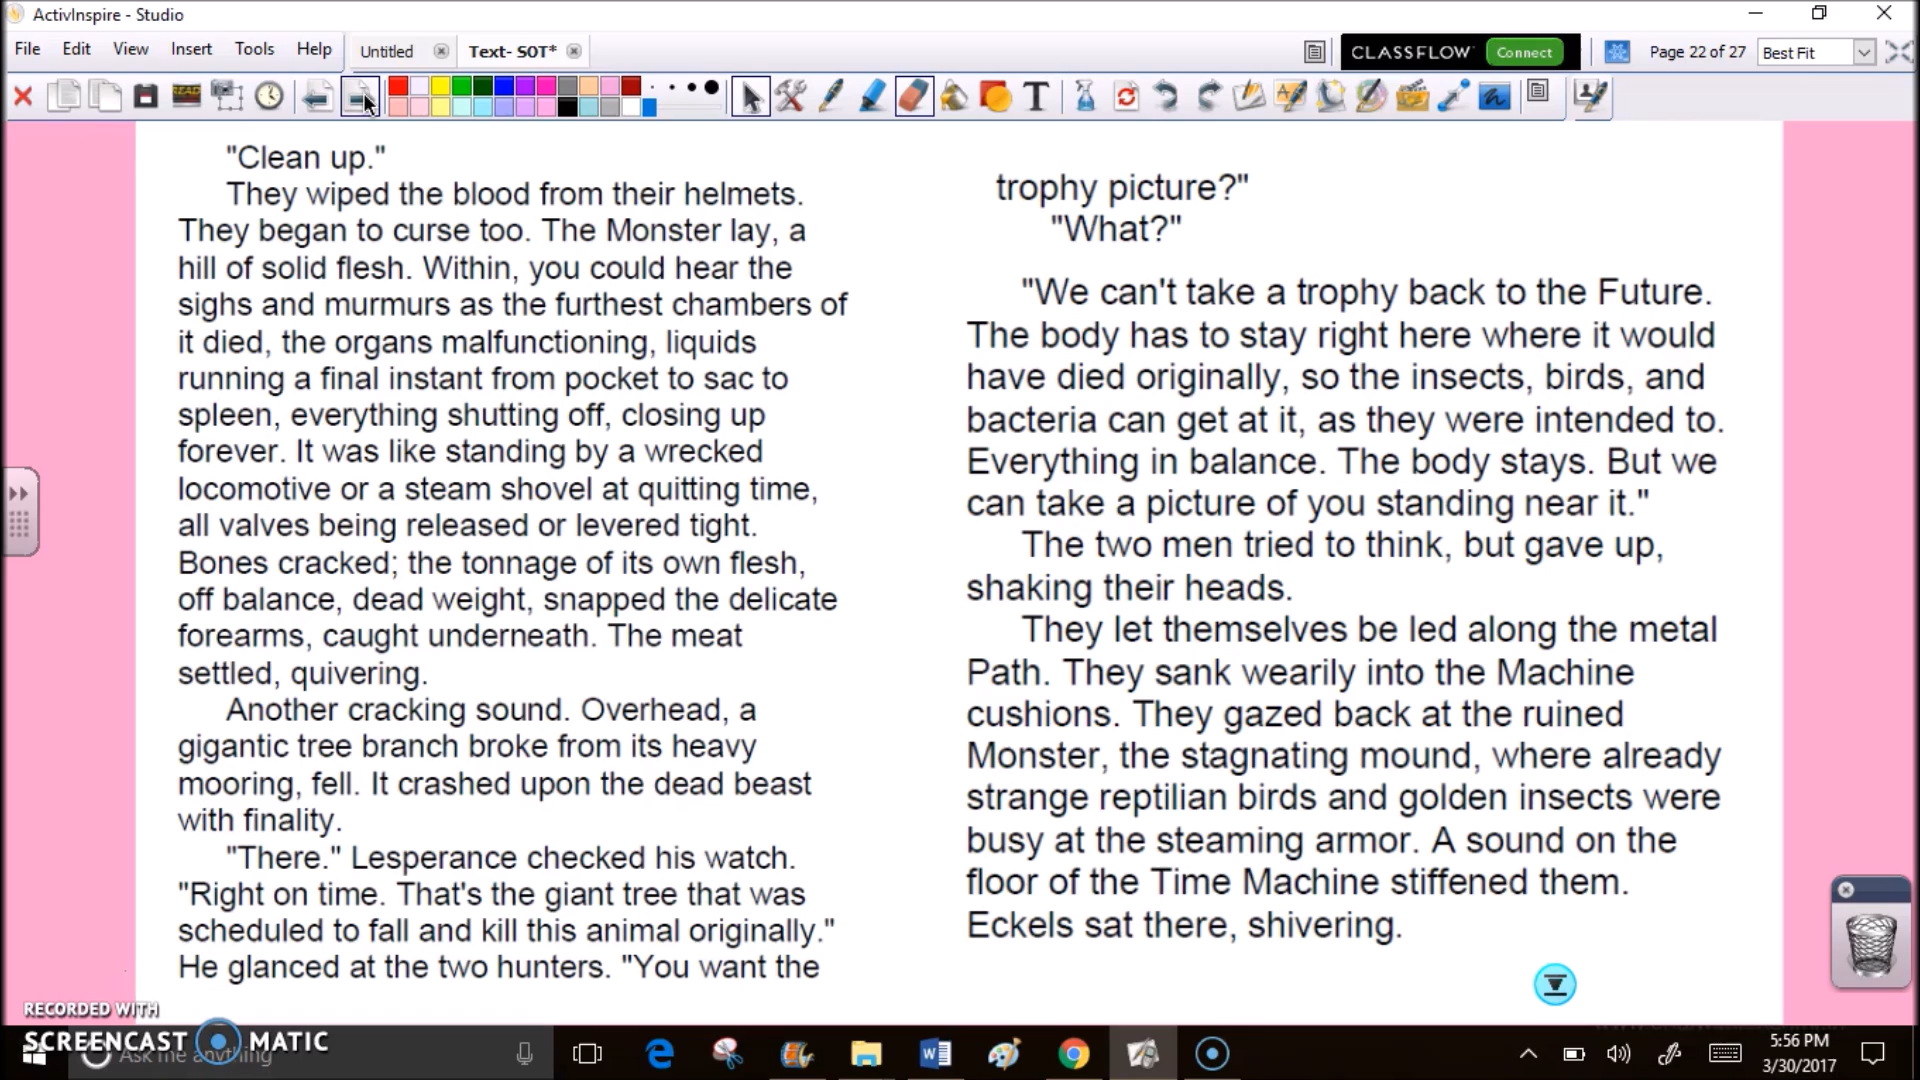 ActivInspire - Studio
File Edit View Insert Tools Help
Untitled
Text- SOT*
CLASSFLOW Connect
Page 22 of 27
Best Fit
READ
"Clean up."
They wiped the blood from their helmets.
They began to curse too. The Monster lay, a
hill of solid flesh. Within, you could hear the
sighs and murmurs as the furthest chambers of
it died, the organs malfunctioning, liquids
running a final instant from pocket to sac to
spleen, everything shutting off, closing up
forever. It was like standing by a wrecked
locomotive or a steam shovel at quitting time,
all valves being released or levered tight.
Bones cracked; the tonnage of its own flesh,
off balance, dead weight, snapped the delicate
forearms, caught underneath. The meat
settled, quivering.
Another cracking sound. Overhead, a
gigantic tree branch broke from its heavy
mooring, fell. It crashed upon the dead beast
with finality.
"There." Lesperance checked his watch.
"Right on time. That's the giant tree that was
scheduled to fall and kill this animal originally."
He glanced at the two hunters. "You want the
trophy picture?"
"What?"
"We can't take a trophy back to the Future.
The body has to stay right here where it would
have died originally, so the insects, birds, and
bacteria can get at it, as they were intended to.
Everything in balance. The body stays. But we
can take a picture of you standing near it."
The two men tried to think, but gave up,
shaking their heads.
They let themselves be led along the metal
Path. They sank wearily into the Machine
cushions. They gazed back at the ruined
Monster, the stagnating mound, where already
strange reptilian birds and golden insects were
busy at the steaming armor. A sound on the
floor of the Time Machine stiffened them.
Eckels sat there, shivering.
RECORDED WITH
SCREENCAST MATIC
Ask me anything
5:56 PM
3/30/2017